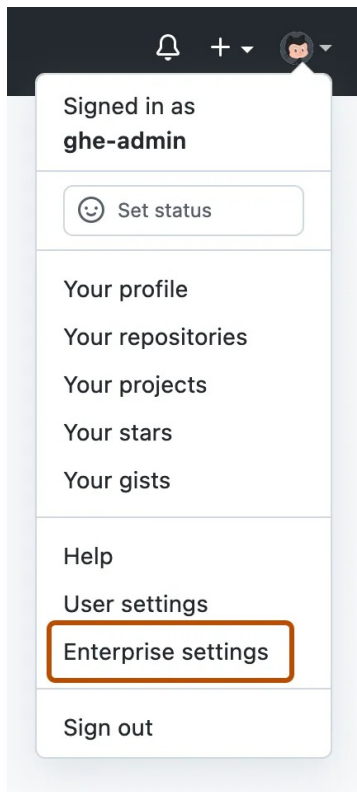 Signed in as
ghe-admin
Set status
Your profile
Your repositories
Your projects
Your stars
Your gists
Help
User settings
Enterprise settings
Sign out